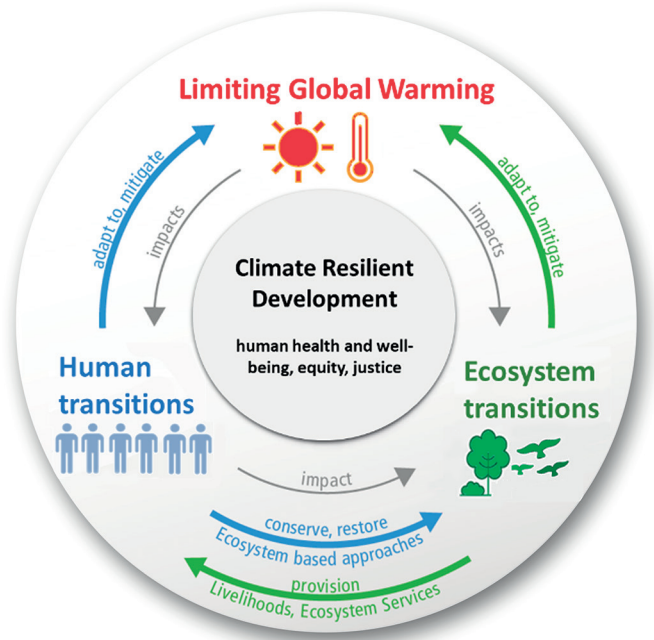 Limiting Global Warming
adapt to, mitigate
impacts
impacts
adapt to, mitigate
Climate Resilient
Development
human health and well-
being, equity, justice
Human
transitions
Ecosystem
transitions
impact
conserve, restore
Ecosystem based approaches
provision
Livelihoods, Ecosystem Services